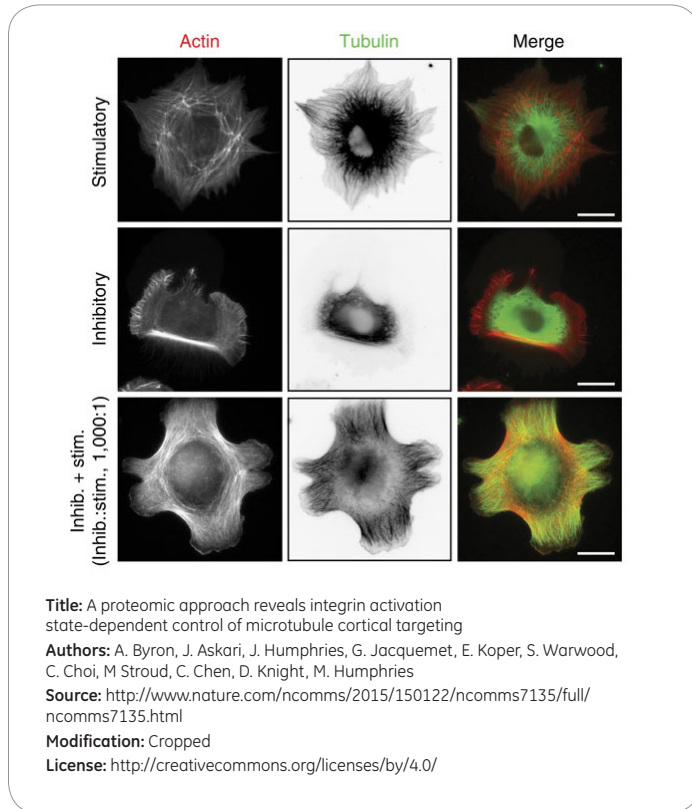 Actin Tubulin Merge
Stimulatory
Inhibitory
Inhib. + stim.
(Inhib.:stim., 1,000:1)
Title: A proteomic approach reveals integrin activation
state-dependent control of microtubule cortical targeting
Authors: A. Byron, J. Askari, J. Humphries, G. Jacquemet, E. Koper, S. Warwood,
C. Choi, M Stroud, C. Chen, D. Knight, M. Humphries
Source: http://www.nature.com/ncomms/2015/150122/ncomms7135/full/
ncomms7135.html
Modification: Cropped
License: http://creativecommons.org/licenses/by/4.0/